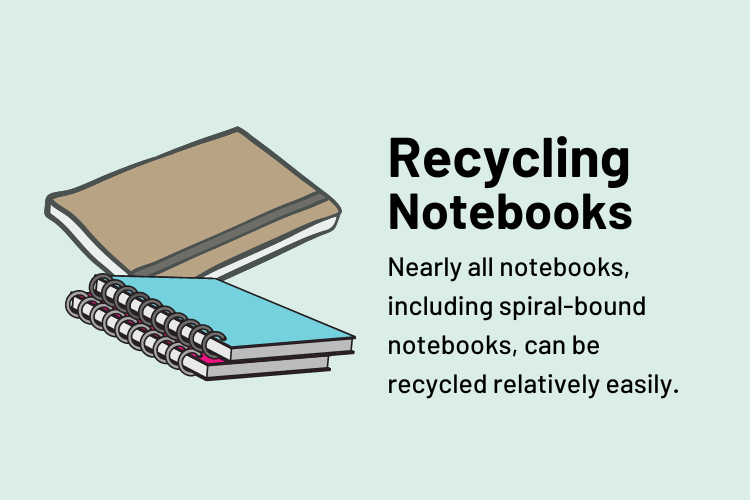 Recycling
Notebooks
Nearly all notebooks,
including spiral-bound
notebooks, can be
recycled relatively easily.